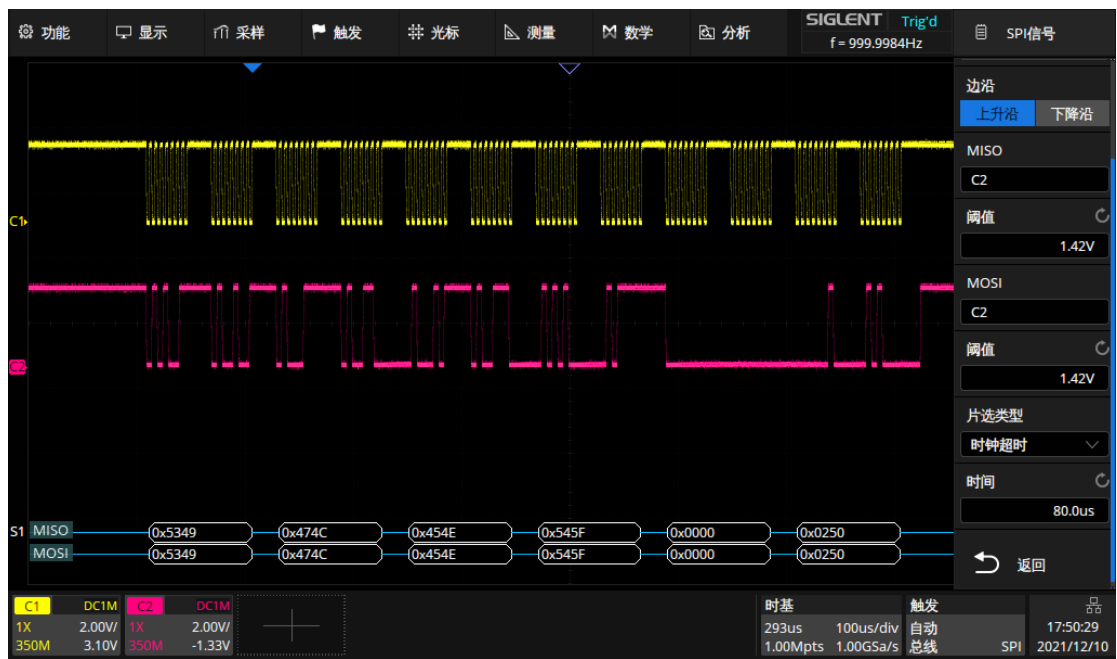 功能 显示 采样 触发 光标 测量 数学 分析 SIGLENT Trig'd
f = 999.9984Hz
SPI信号
边沿
上升沿 下降沿
MISO
C2
阈值
1.42V
MOSI
C2
阈值
1.42V
片选类型
时钟超时
时间
80.0us
返回
C1
C2
S1 MISO 0x5349 0x474C 0x454E 0x545F 0x0000 0x0250
MOSI 0x5349 0x474C 0x454E 0x545F 0x0000 0x0250
C1 DC1M C2 DC1M 时基 触发
1X 2.00V/ 1X 2.00V/ 293us 100us/div 自动 17:50:29
350M 3.10V 350M -1.33V 1.00Mpts 1.00GSa/s 总线 SPI 2021/12/10